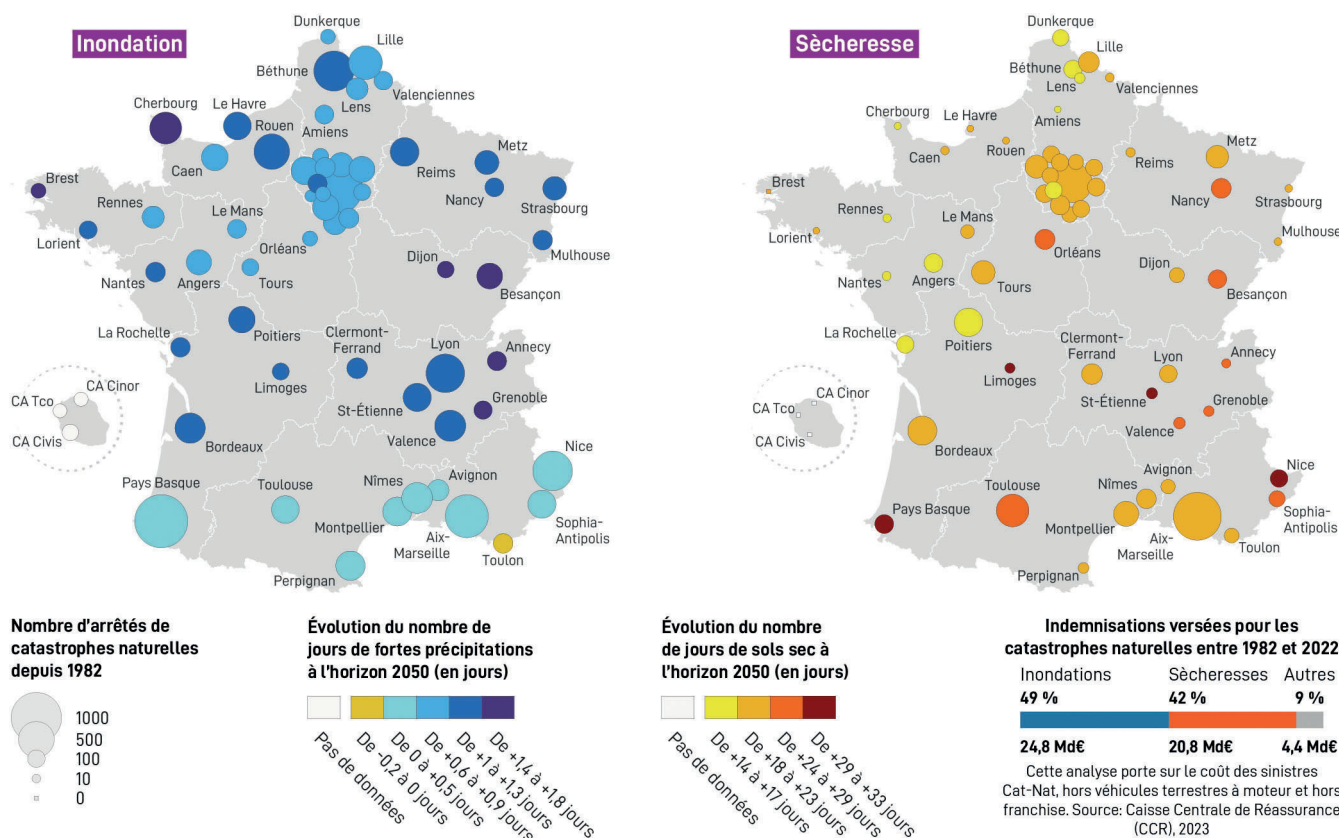 Inondation
Dunkerque
Lille
Béthune
Lens
Valenciennes
Cherbourg
Le Havre
Rouen
Amiens
Caen
Reims
Metz
Nancy
Strasbourg
Brest
Rennes
Le Mans
Lorient
Orléans
Mulhouse
Dijon
Nantes
Angers
Tours
Besançon
La Rochelle
Poitiers
Clermont-
Ferrand
Lyon
Annecy
Limoges
CA Cinor
CA Tco
CA Civis
St-Étienne
Grenoble
Valence
Bordeaux
Nice
Pays Basque
Toulouse
Nîmes
Avignon
Montpellier
Aix-
Marseille
Sophia-
Antipolis
Toulon
Perpignan
Sècheresse
Dunkerque
Lille
Béthune
Lens
Valenciennes
Cherbourg
Le Havre
Amiens
Rouen
Caen
Reims
Metz
Brest
Nancy
Strasbourg
Rennes
Le Mans
Lorient
Orléans
Mulhouse
Dijon
Nantes
Angers
Tours
Besançon
La Rochelle
Poitiers
Clermont-
Ferrand
Lyon
Annecy
Limoges
CA Cinor
CA Tco
CA Civis
St-Étienne
Grenoble
Valence
Bordeaux
Nice
Avignon
Nîmes
Toulouse
Pays Basque
Sophia-
Antipolis
Montpellier
Aix-
Marseille
Toulon
Perpignan
Nombre d'arrêtés de
catastrophes naturelles
depuis 1982
1000
500
100
10
0
Évolution du nombre de
jours de fortes précipitations
à l'horizon 2050 (en jours)
Pas de données
De -0,2 à 0 jours
De 0 à +0,5 jours
De +0,6 à +0,9 jours
De +1 à +1,3 jours
De +1,4 à +1,8 jours
Évolution du nombre
de jours de sols sec à
l'horizon 2050 (en jours)
Pas de données
De +14 à +17 jours
De +18 à +23 jours
De +24 à +29 jours
De +29 à +33 jours
Indemnisations versées pour les
catastrophes naturelles entre 1982 et 2022
Inondations Sècheresses Autres
49 % 42 % 9 %
24,8 Md€ 20,8 Md€ 4,4 Md€
Cette analyse porte sur le coût des sinistres
Cat-Nat, hors véhicules terrestres à moteur et hors
franchise. Source: Caisse Centrale de Réassurance
(CCR), 2023